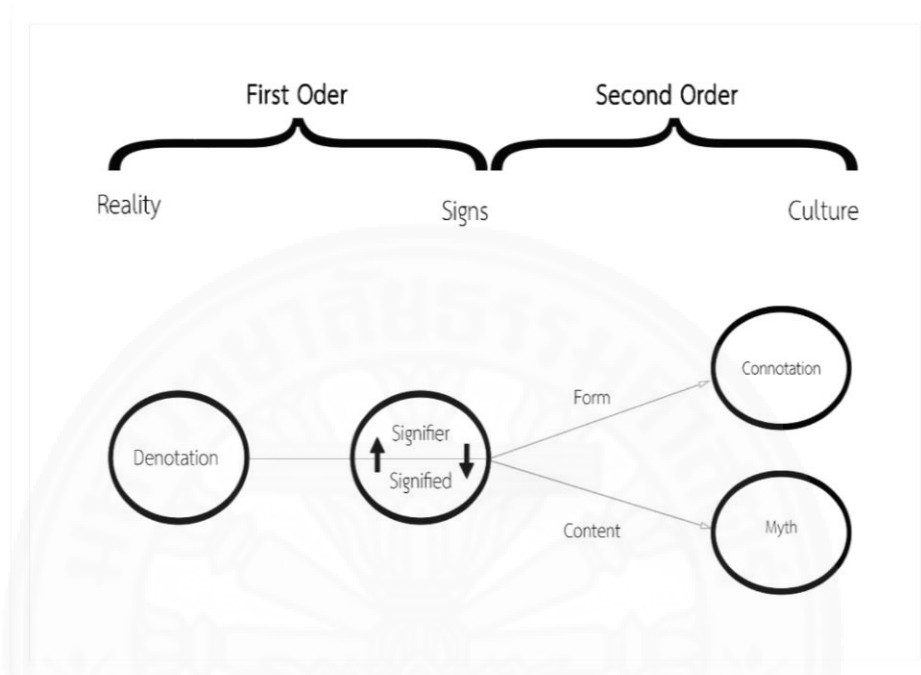 First Oder
Second Order
Reality
Signs
Culture
Connotation
Form
Signifier
Denotation
Signified
Myth
Content